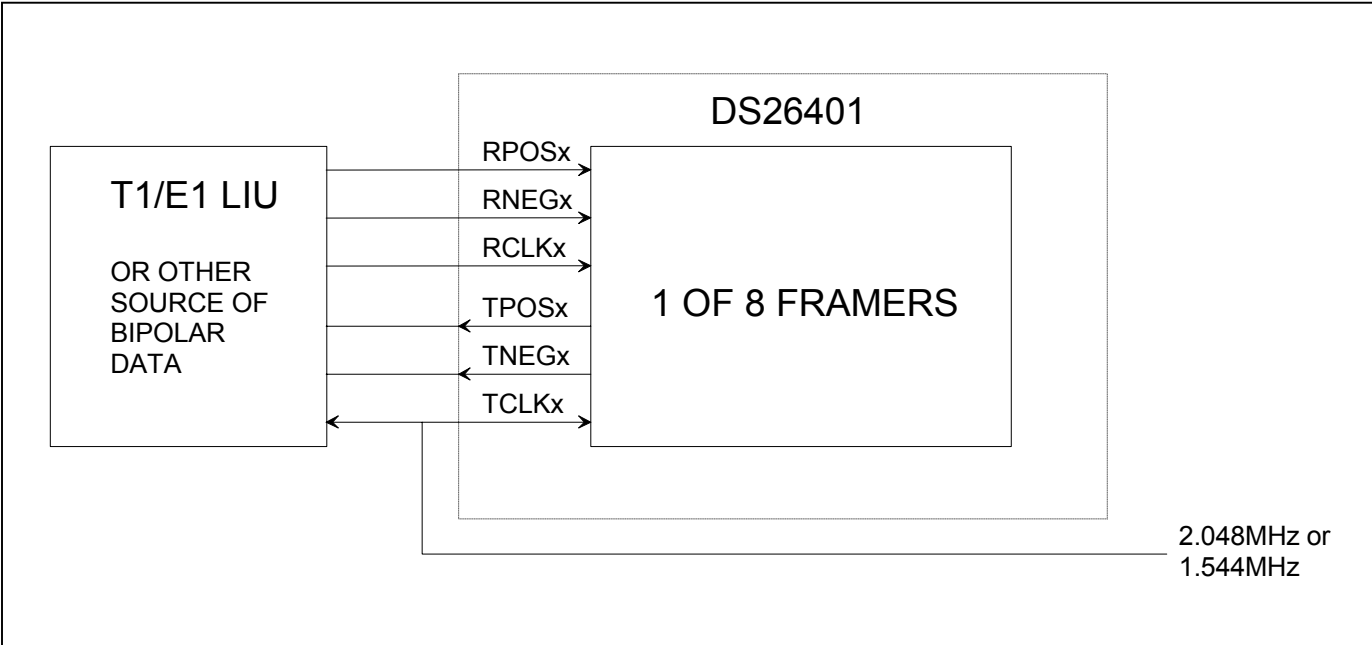 DS26401
T1/E1 LIU
OR OTHER
SOURCE OF
BIPOLAR
DATA
RPOSx
RNEGx
RCLKx
TPOSx
TNEGx
TCLKx
1 OF 8 FRAMERS
2.048MHz or
1.544MHz